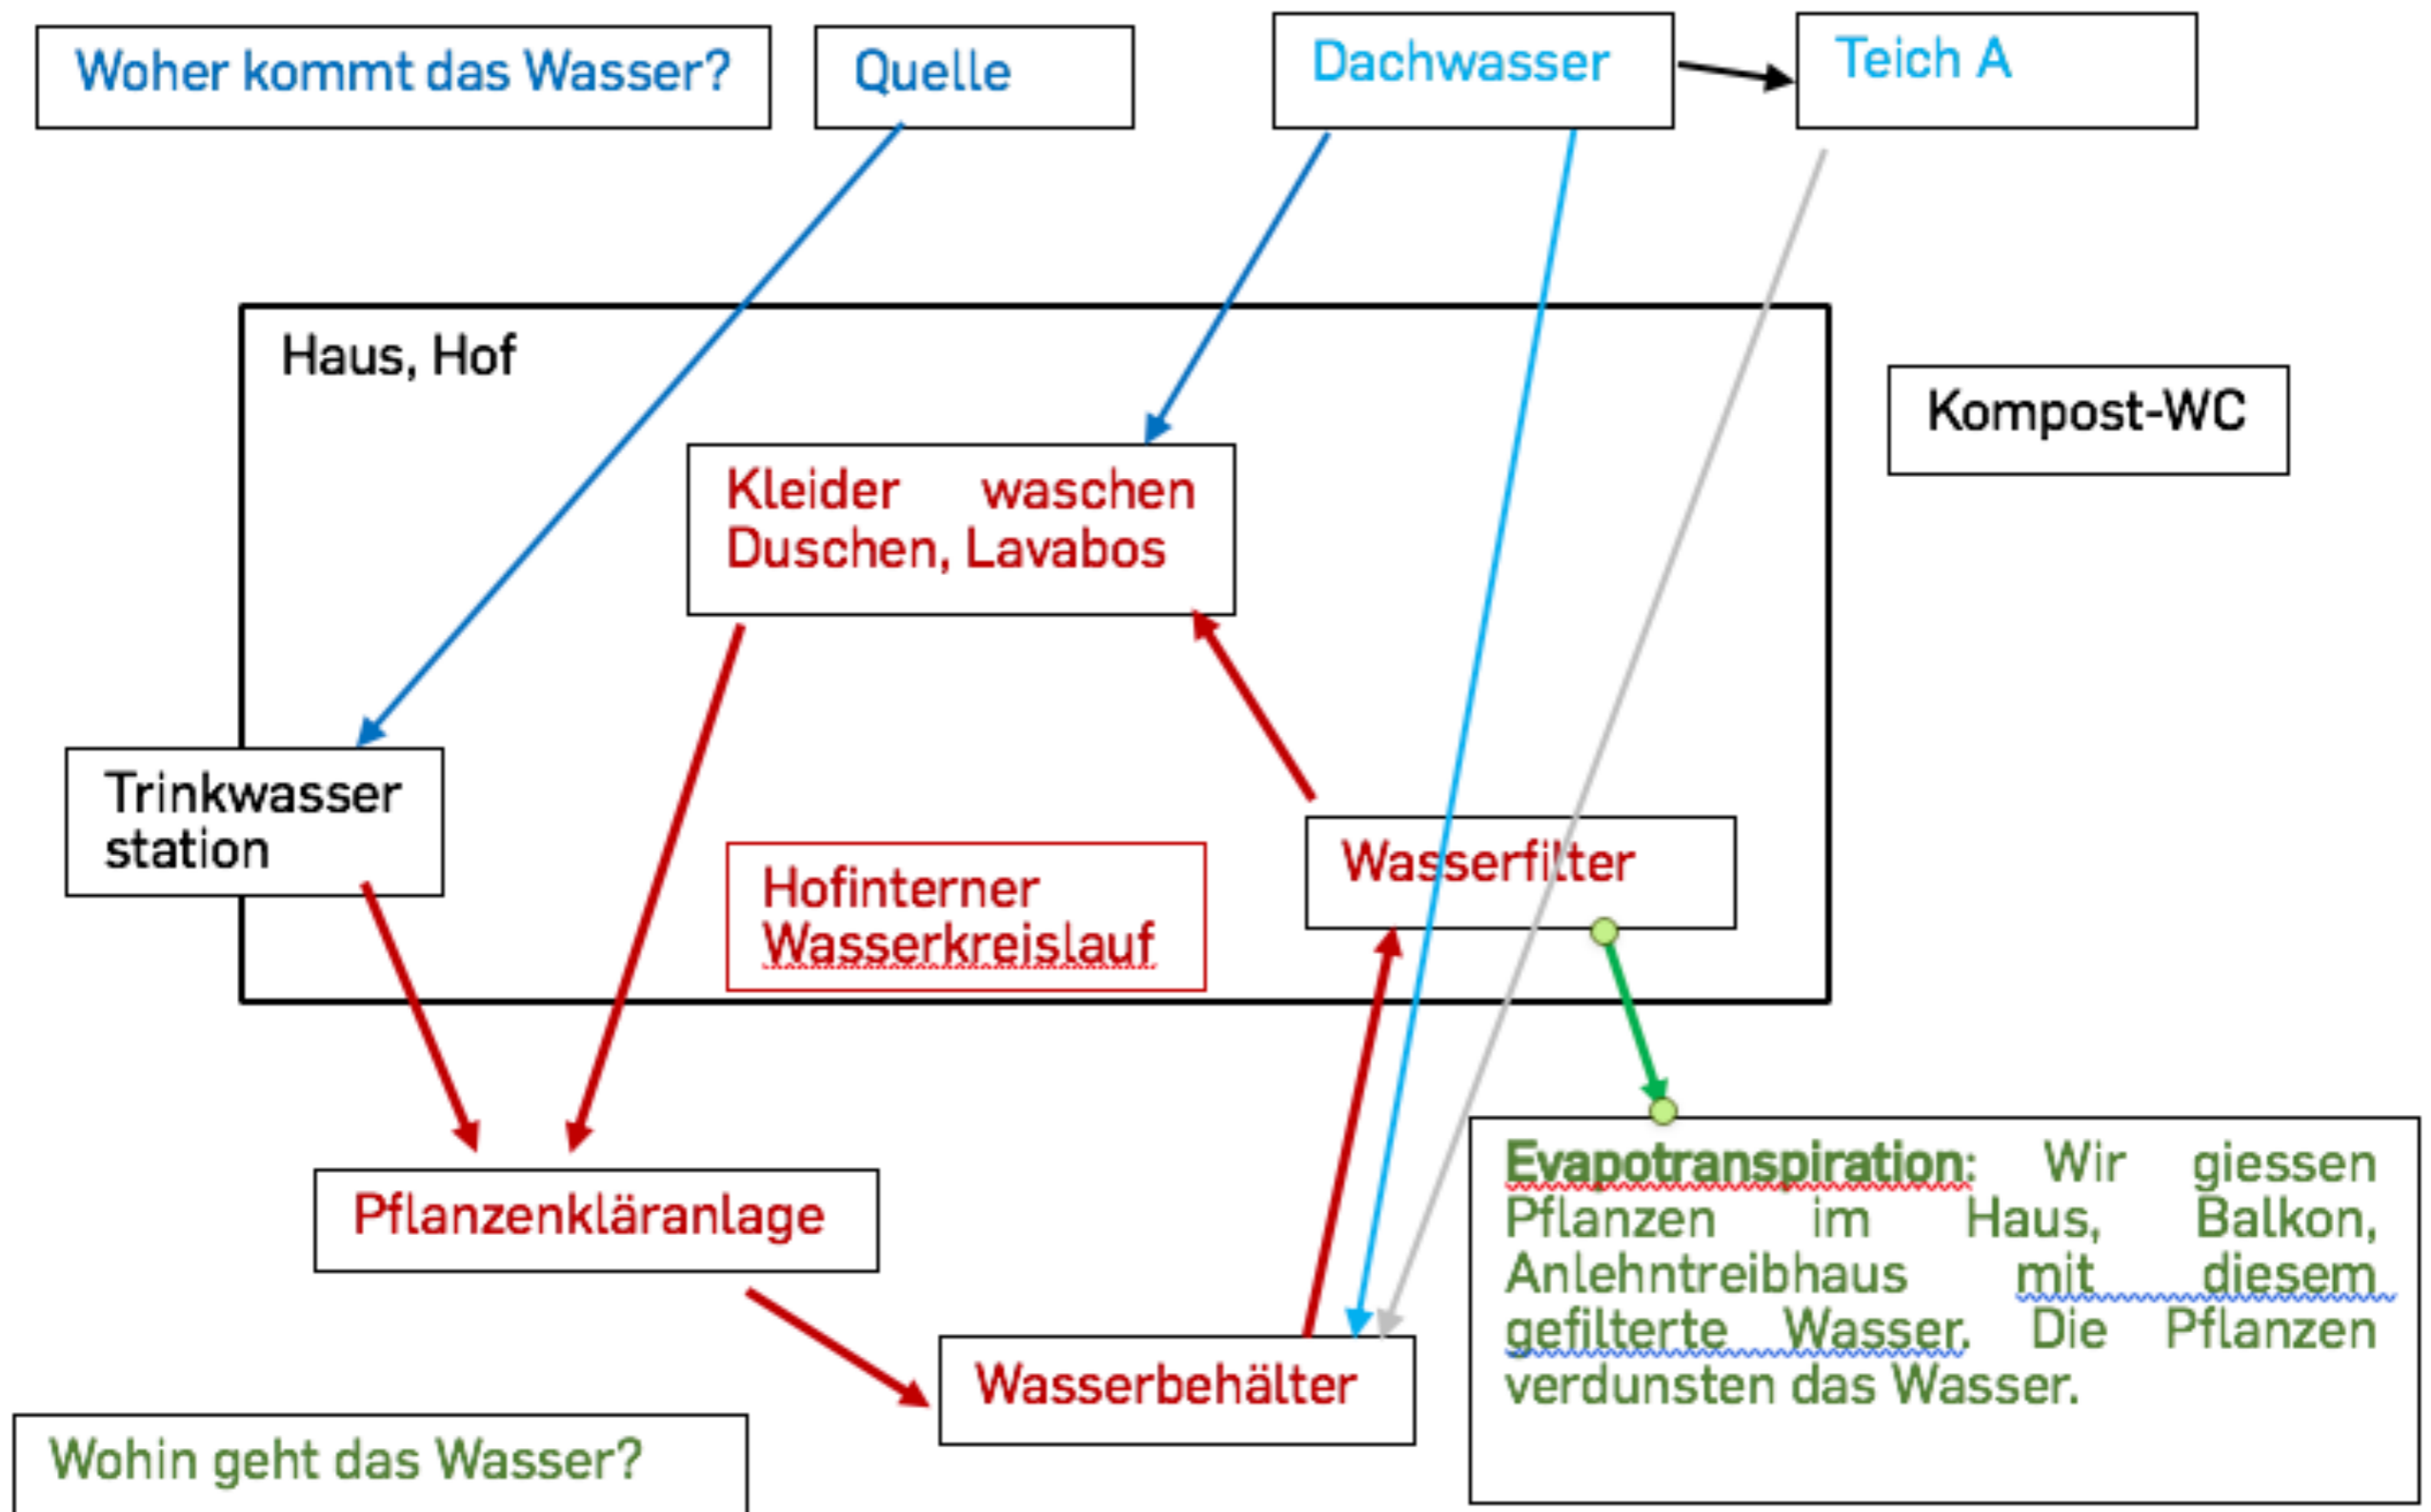 Woher kommt das Wasser?
Quelle
Dachwasser
Teich A
Haus, Hof
Kompost-WC
Kleider waschen
Duschen, Lavabos
Trinkwasser
station
Hofinterner
Wasserkreislauf
Wasserfilter
Pflanzenkläranlage
Wasserbehälter
Evapotranspiration: Wir giessen
Pflanzen im Haus, Balkon,
Anlehntreibhaus mit diesem
gefilterte Wasser. Die Pflanzen
verdunsten das Wasser.
Wohin geht das Wasser?